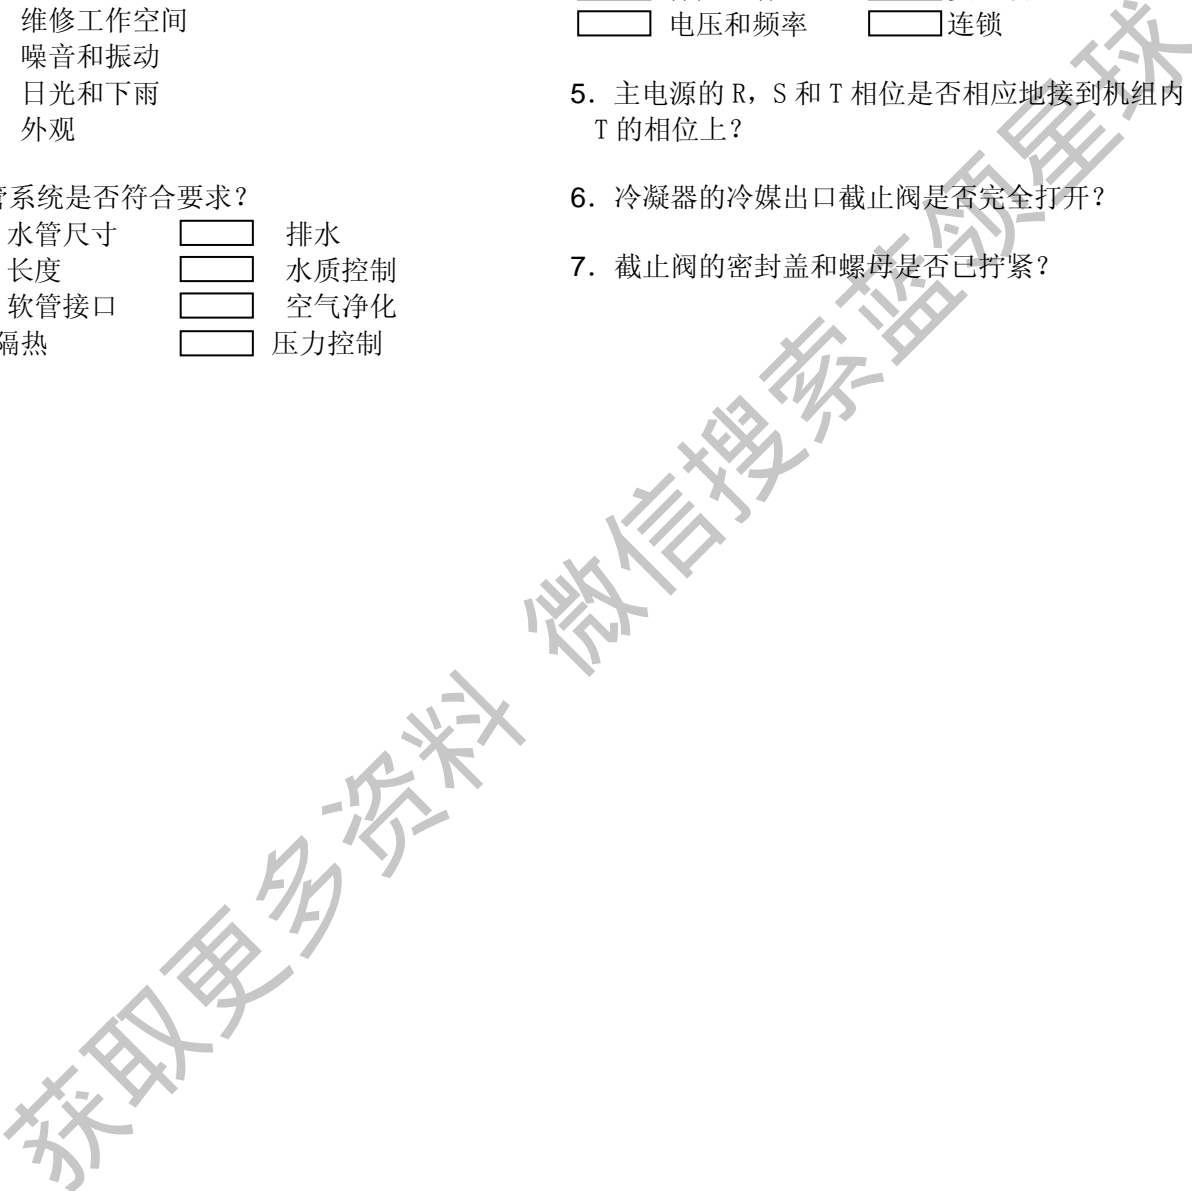 维修工作空间
噪音和振动
日光和下雨
外观
系统是否符合要求？
水管尺寸 排水
长度 水质控制
软管接口 空气净化
隔热 压力控制
电压和频率 连锁
5. 主电源的 R，S 和 T 相位是否相应地接到机组内
T 的相位上？
6. 冷凝器的冷媒出口截止阀是否完全打开？
7. 截止阀的密封盖和螺母是否已拧紧？
获取更多资料 微信搜索蓝领星球